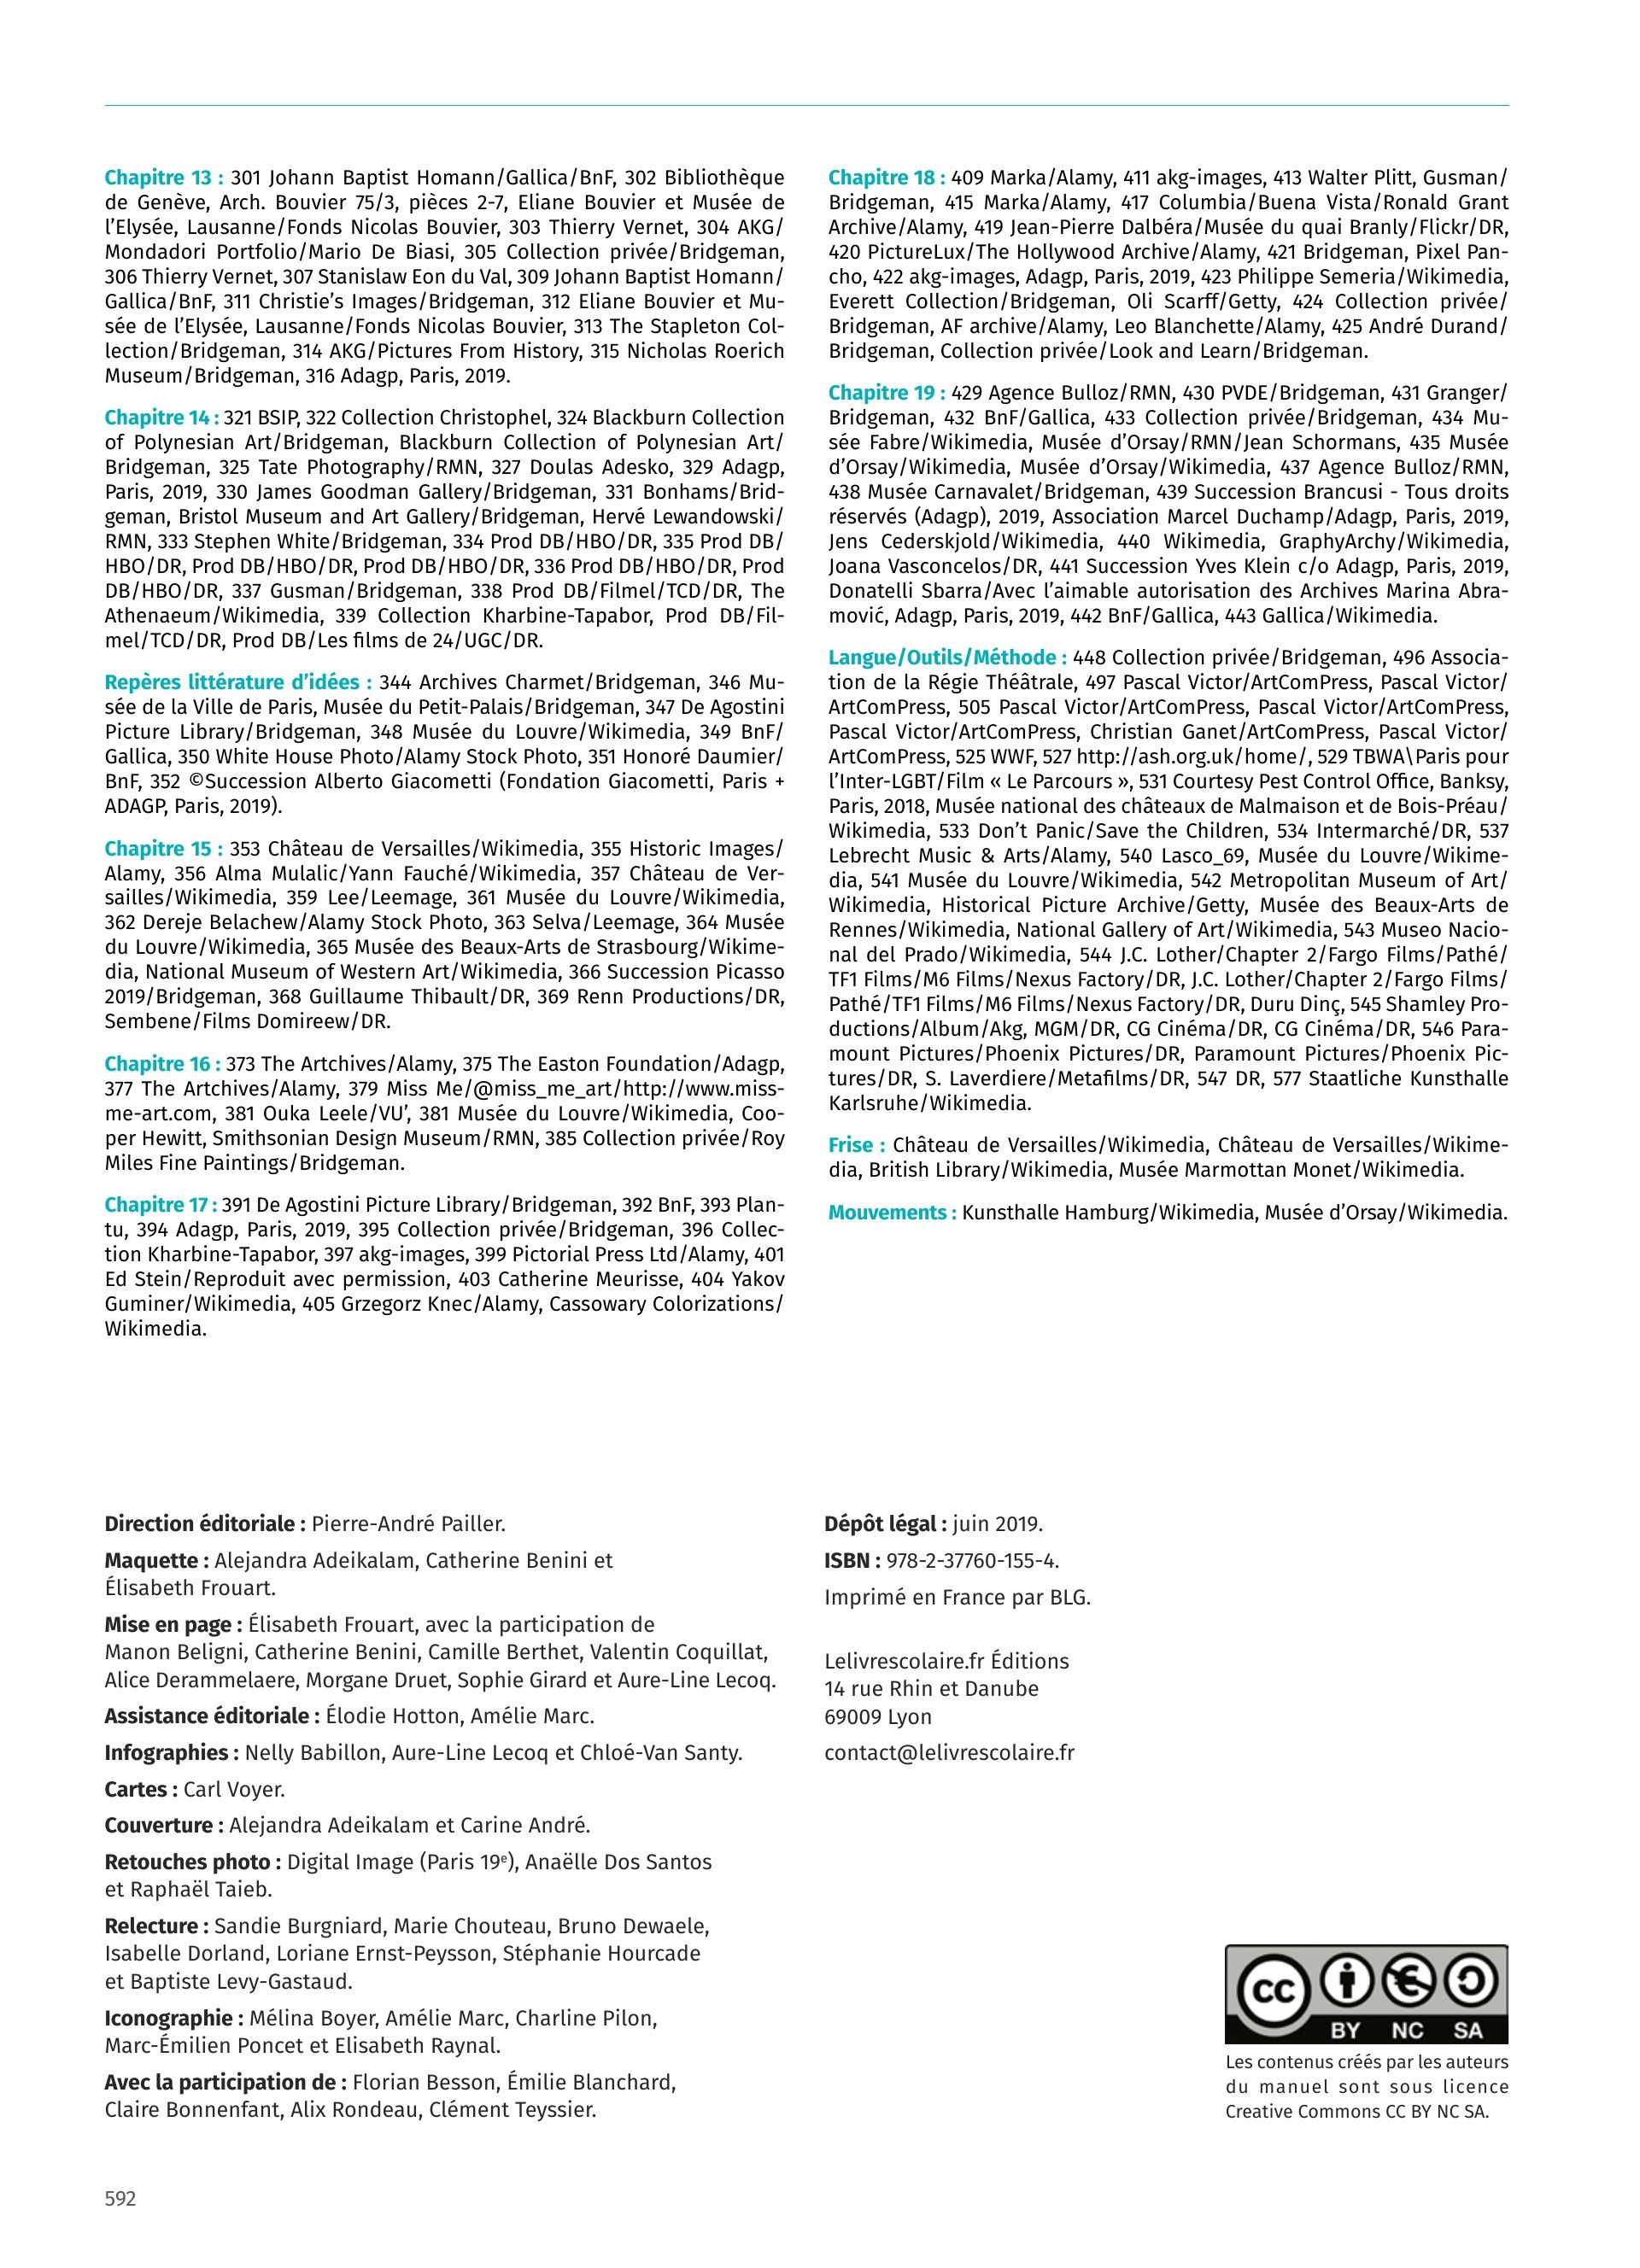 Chapitre 13 : 301 Johann Baptist Homann/Gallica/BnF, 302 Bibliothèque
de Genève, Arch. Bouvier 75/3, pièces 2-7, Eliane Bouvier et Musée de
l’Elysée, Lausanne/Fonds Nicolas Bouvier, 303 Thierry Vernet, 304 AKG/
Mondadori Portfolio/Mario De Biasi, 305 Collection privée/Bridgeman,
306 Thierry Vernet, 307 Stanislaw Eon du Val, 309 Johann Baptist Homann/
Gallica/BnF, 311 Christie’s Images/Bridgeman, 312 Eliane Bouvier et Mu-
sée de l’Elysée, Lausanne/Fonds Nicolas Bouvier, 313 The Stapleton Col-
lection/Bridgeman, 314 AKG/Pictures From History, 315 Nicholas Roerich
Museum/Bridgeman, 316 Adagp, Paris, 2019.
Chapitre 14 : 321 BSIP, 322 Collection Christophel, 324 Blackburn Collection
of Polynesian Art/Bridgeman, Blackburn Collection of Polynesian Art/
Bridgeman, 325 Tate Photography/RMN, 327 Doulas Adesko, 329 Adagp,
Paris, 2019, 330 James Goodman Gallery/Bridgeman, 331 Bonhams/Brid-
geman, Bristol Museum and Art Gallery/Bridgeman, Hervé Lewandowski/
RMN, 333 Stephen White/Bridgeman, 334 Prod DB/HBO/DR, 335 Prod DB/
HBO/DR, Prod DB/HBO/DR, Prod DB/HBO/DR, 336 Prod DB/HBO/DR, Prod
DB/HBO/DR, 337 Gusman/Bridgeman, 338 Prod DB/Filmel/TCD/DR, The
Athenaeum/Wikimedia, 339 Collection Kharbine-Tapabor, Prod DB/Fil-
mel/TCD/DR, Prod DB/Les films de 24/UGC/DR.
Repères littérature d’idées : 344 Archives Charmet/Bridgeman, 346 Mu-
sée de la Ville de Paris, Musée du Petit-Palais/Bridgeman, 347 De Agostini
Picture Library/Bridgeman, 348 Musée du Louvre/Wikimedia, 349 BnF/
Gallica, 350 White House Photo/Alamy Stock Photo, 351 Honoré Daumier/
BnF, 352 ©Succession Alberto Giacometti (Fondation Giacometti, Paris +
ADAGP, Paris, 2019).
Chapitre 15 : 353 Château de Versailles/Wikimedia, 355 Historic Images/
Alamy, 356 Alma Mulalic/Yann Fauché/Wikimedia, 357 Château de Ver-
sailles/Wikimedia, 359 Lee/Leemage, 361 Musée du Louvre/Wikimedia,
362 Dereje Belachew/Alamy Stock Photo, 363 Selva/Leemage, 364 Musée
du Louvre/Wikimedia, 365 Musée des Beaux-Arts de Strasbourg/Wikime-
dia, National Museum of Western Art/Wikimedia, 366 Succession Picasso
2019/Bridgeman, 368 Guillaume Thibault/DR, 369 Renn Productions/DR,
Sembene/Films Domireew/DR.
Chapitre 16 : 373 The Artchives/Alamy, 375 The Easton Foundation/Adagp,
377 The Artchives/Alamy, 379 Miss Me/@miss_me_art/http://www.miss-
me-art.com, 381 Ouka Leele/VU’, 381 Musée du Louvre/Wikimedia, Coo-
per Hewitt, Smithsonian Design Museum/RMN, 385 Collection privée/Roy
Miles Fine Paintings/Bridgeman.
Chapitre 17 : 391 De Agostini Picture Library/Bridgeman, 392 BnF, 393 Plan-
tu, 394 Adagp, Paris, 2019, 395 Collection privée/Bridgeman, 396 Collec-
tion Kharbine-Tapabor, 397 akg-images, 399 Pictorial Press Ltd/Alamy, 401
Ed Stein/Reproduit avec permission, 403 Catherine Meurisse, 404 Yakov
Guminer/Wikimedia, 405 Grzegorz Knec/Alamy, Cassowary Colorizations/
Wikimedia.
Chapitre 18 : 409 Marka/Alamy, 411 akg-images, 413 Walter Plitt, Gusman/
Bridgeman, 415 Marka/Alamy, 417 Columbia/Buena Vista/Ronald Grant
Archive/Alamy, 419 Jean-Pierre Dalbéra/Musée du quai Branly/Flickr/DR,
420 PictureLux/The Hollywood Archive/Alamy, 421 Bridgeman, Pixel Pan-
cho, 422 akg-images, Adagp, Paris, 2019, 423 Philippe Semeria/Wikimedia,
Everett Collection/Bridgeman, Oli Scarff/Getty, 424 Collection privée/
Bridgeman, AF archive/Alamy, Leo Blanchette/Alamy, 425 André Durand/
Bridgeman, Collection privée/Look and Learn/Bridgeman.
Chapitre 19 : 429 Agence Bulloz/RMN, 430 PVDE/Bridgeman, 431 Granger/
Bridgeman, 432 BnF/Gallica, 433 Collection privée/Bridgeman, 434 Mu-
sée Fabre/Wikimedia, Musée d’Orsay/RMN/Jean Schormans, 435 Musée
d’Orsay/Wikimedia, Musée d’Orsay/Wikimedia, 437 Agence Bulloz/RMN,
438 Musée Carnavalet/Bridgeman, 439 Succession Brancusi - Tous droits
réservés (Adagp), 2019, Association Marcel Duchamp/Adagp, Paris, 2019,
Jens Cederskjold/Wikimedia, 440 Wikimedia, GraphyArchy/Wikimedia,
Joana Vasconcelos/DR, 441 Succession Yves Klein c/o Adagp, Paris, 2019,
Donatelli Sbarra/Avec l’aimable autorisation des Archives Marina Abra-
mović, Adagp, Paris, 2019, 442 BnF/Gallica, 443 Gallica/Wikimedia.
Langue/Outils/Méthode : 448 Collection privée/Bridgeman, 496 Associa-
tion de la Régie Théâtrale, 497 Pascal Victor/ArtComPress, Pascal Victor/
ArtComPress, 505 Pascal Victor/ArtComPress, Pascal Victor/ArtComPress,
Pascal Victor/ArtComPress, Christian Ganet/ArtComPress, Pascal Victor/
ArtComPress, 525 WWF, 527 http://ash.org.uk/home/, 529 TBWA\Paris pour
l’Inter-LGBT/Film « Le Parcours », 531 Courtesy Pest Control Office, Banksy,
Paris, 2018, Musée national des châteaux de Malmaison et de Bois-Préau/
Wikimedia, 533 Don’t Panic/Save the Children, 534 Intermarché/DR, 537
Lebrecht Music & Arts/Alamy, 540 Lasco_69, Musée du Louvre/Wikime-
dia, 541 Musée du Louvre/Wikimedia, 542 Metropolitan Museum of Art/
Wikimedia, Historical Picture Archive/Getty, Musée des Beaux-Arts de
Rennes/Wikimedia, National Gallery of Art/Wikimedia, 543 Museo Nacio-
nal del Prado/Wikimedia, 544 J.C. Lother/Chapter 2/Fargo Films/Pathé/
TF1 Films/M6 Films/Nexus Factory/DR, J.C. Lother/Chapter 2/Fargo Films/
Pathé/TF1 Films/M6 Films/Nexus Factory/DR, Duru Dinç, 545 Shamley Pro-
ductions/Album/Akg, MGM/DR, CG Cinéma/DR, CG Cinéma/DR, 546 Para-
mount Pictures/Phoenix Pictures/DR, Paramount Pictures/Phoenix Pic-
tures/DR, S. Laverdiere/Metafilms/DR, 547 DR, 577 Staatliche Kunsthalle
Karlsruhe/Wikimedia.
Frise : Château de Versailles/Wikimedia, Château de Versailles/Wikime-
dia, British Library/Wikimedia, Musée Marmottan Monet/Wikimedia.
Mouvements : Kunsthalle Hamburg/Wikimedia, Musée d’Orsay/Wikimedia.
Direction éditoriale : Pierre-André Pailler.
Maquette : Alejandra Adeikalam, Catherine Benini et
Élisabeth Frouart.
Mise en page : Élisabeth Frouart, avec la participation de
Manon Beligni, Catherine Benini, Camille Berthet, Valentin Coquillat,
Alice Derammelaere, Morgane Druet, Sophie Girard et Aure-Line Lecoq.
Assistance éditoriale : Élodie Hotton, Amélie Marc.
Infographies : Nelly Babillon, Aure-Line Lecoq et Chloé-Van Santy.
Cartes : Carl Voyer.
Couverture : Alejandra Adeikalam et Carine André.
Retouches photo : Digital Image (Paris 19e), Anaëlle Dos Santos
et Raphaël Taieb.
Relecture : Sandie Burgniard, Marie Chouteau, Bruno Dewaele,
Isabelle Dorland, Loriane Ernst-Peysson, Stéphanie Hourcade
et Baptiste Levy-Gastaud.
Iconographie : Mélina Boyer, Amélie Marc, Charline Pilon,
Marc-Émilien Poncet et Elisabeth Raynal.
Avec la participation de : Florian Besson, Émilie Blanchard,
Claire Bonnenfant, Alix Rondeau, Clément Teyssier.
Dépôt légal : juin 2019.
ISBN : 978-2-37760-155-4.
Imprimé en France par BLG.
Lelivrescolaire.fr Éditions
14 rue Rhin et Danube
69009 Lyon
contact@lelivrescolaire.fr
cc
BY NC SA
Les contenus créés par les auteurs
du manuel sont sous licence
Creative Commons CC BY NC SA.
592